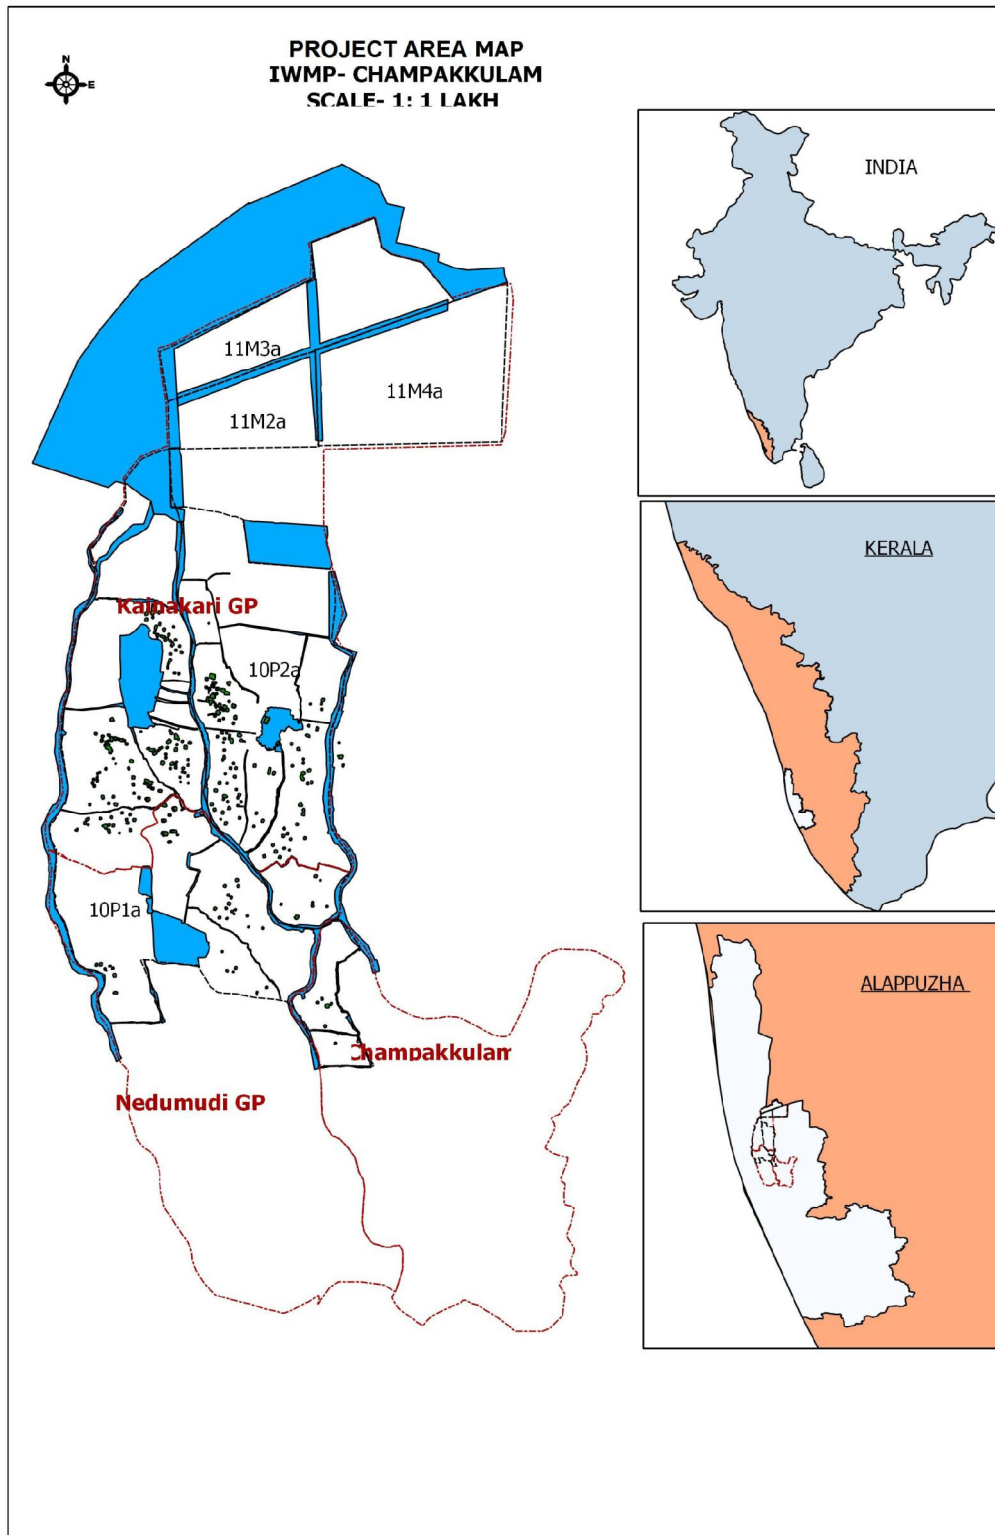 PROJECT AREA MAP
IWMP- CHAMPAKKULAM
SCALE- 1: 1 LAKH
N
E
INDIA
11M3a
11M4a
11M2a
KERALA
Kainakari GP
10P2a
10P1a
ALAPPUZHA
Champakkulam
Nedumudi GP